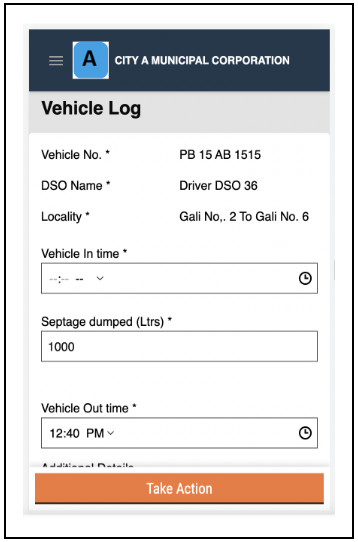 A CITY A MUNICIPAL CORPORATION
Vehicle Log
Vehicle No. * PB 15 AB 1515
DSO Name * Driver DSO 36
Locality * Gali No,. 2 To Gali No. 6
Vehicle In time *
--:-- --
Septage dumped (Ltrs) *
1000
Vehicle Out time *
12:40 PM
Additional Details
Take Action